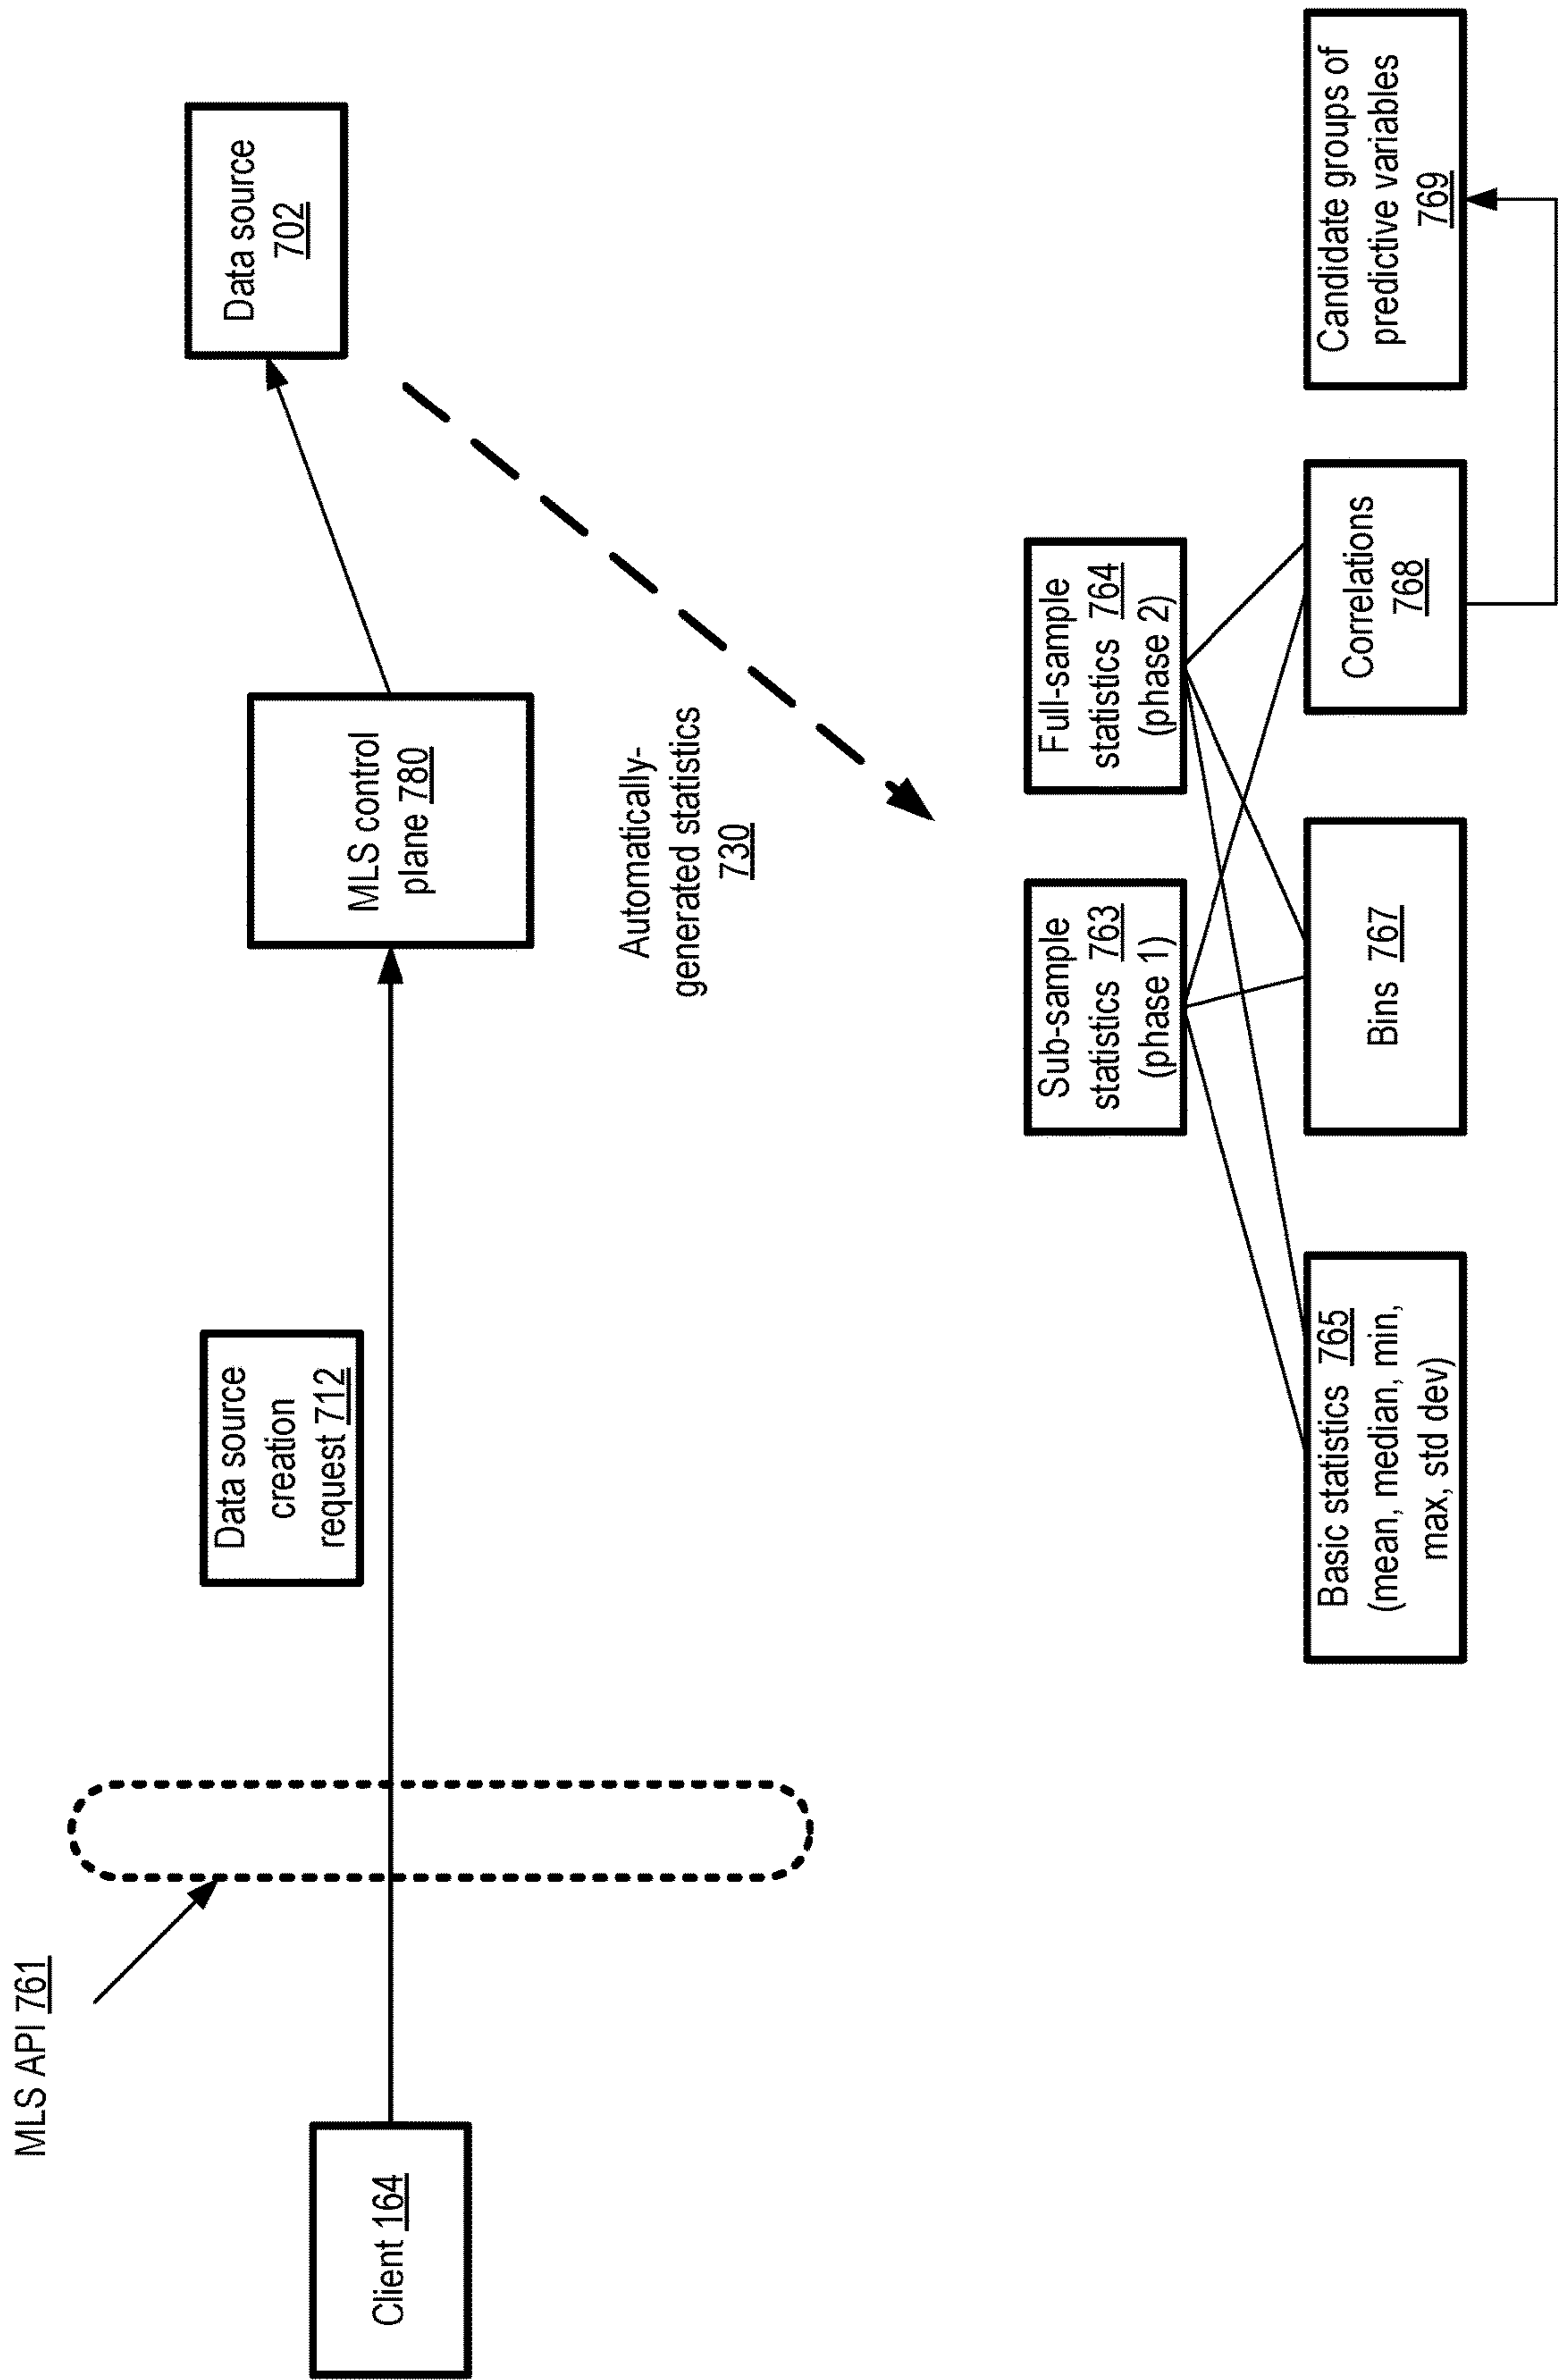 MLS API 761
Client 164
Data source
creation
request 712
MLS control
plane 780
Data source
702
Automatically-
generated statistics
730
Sub-sample
statistics 763
(phase 1)
Full-sample
statistics 764
(phase 2)
Basic statistics 765
(mean, median, min,
max, std dev)
Bins 767
Correlations
768
Candidate groups of
predictive variables
769